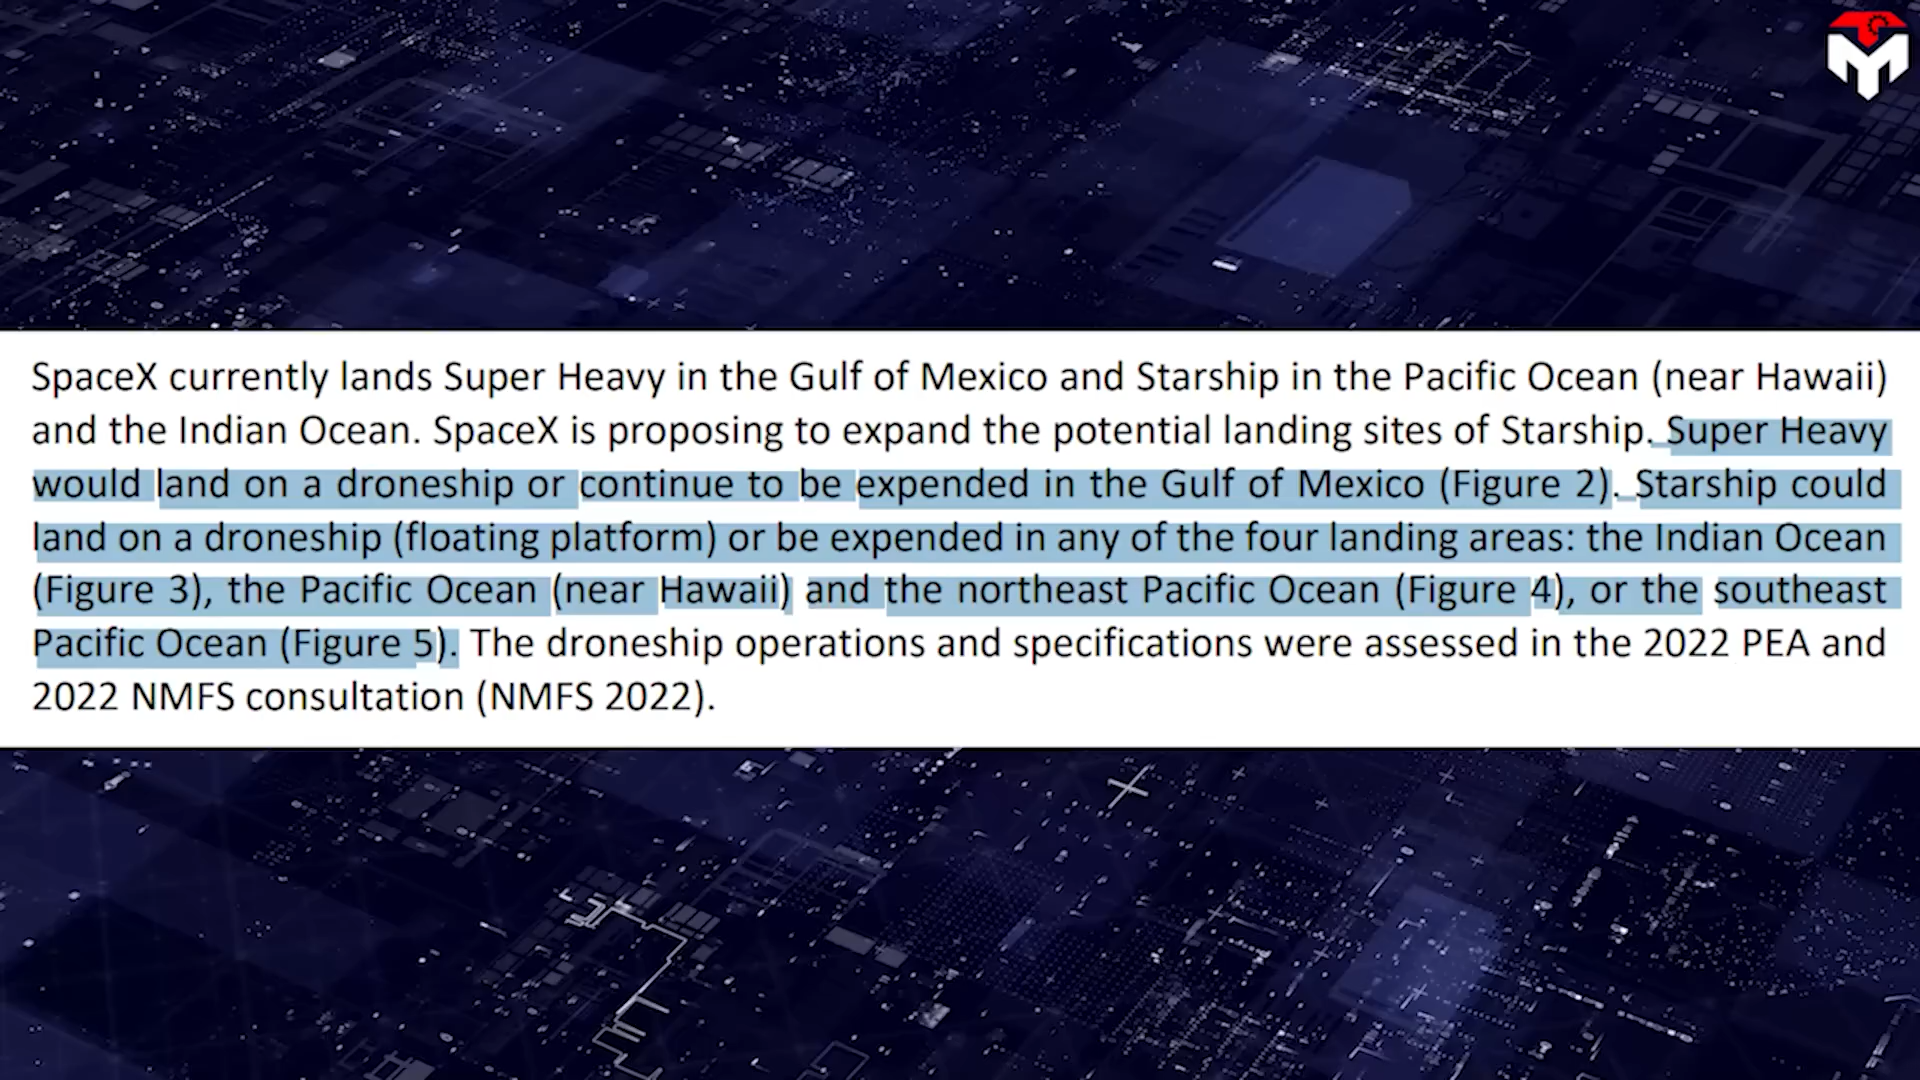 SpaceX currently lands Super Heavy in the Gulf of Mexico and Starship in the Pacific Ocean (near Hawaii)
and the Indian Ocean. SpaceX is proposing to expand the potential landing sites of Starship. Super Heavy
would land on a droneship or continue to be expended in the Gulf of Mexico (Figure 2). Starship could
land on a droneship (floating platform) or be expended in any of the four landing areas: the Indian Ocean
(Figure 3), the Pacific Ocean (near Hawaii) and the northeast Pacific Ocean (Figure 4), or the southeast
Pacific Ocean (Figure 5). The droneship operations and specifications were assessed in the 2022 PEA and
2022 NMFS consultation (NMFS 2022).